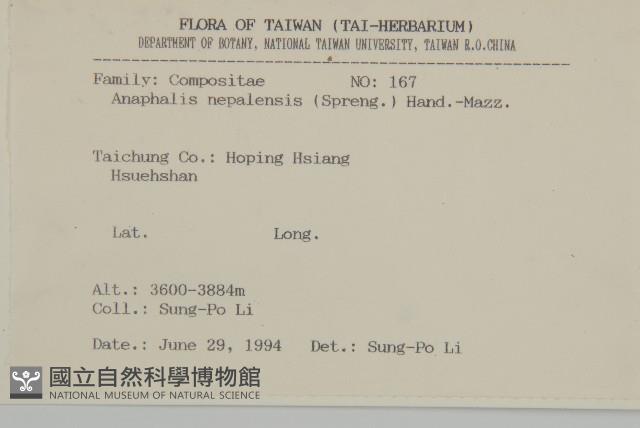 FLORA OF TAIWAN (TAI-HERBARIUM)
DEPARTMENT OF BOTANY, NATIONAL TAIWAN UNIVERSITY, TAIWAN R.O.CHINA
Family: Compositae NO: 167
Anaphalis nepalensis (Spreng.) Hand.-Mazz.
Taichung Co.: Hoping Hsiang
Hsuehshan
Lat. Long.
Alt.: 3600-3884m
Coll.: Sung-Po Li
Date.: June 29, 1994 Det.: Sung-Po Li
國立自然科學博物館
NATIONAL MUSEUM OF NATURAL SCIENCE